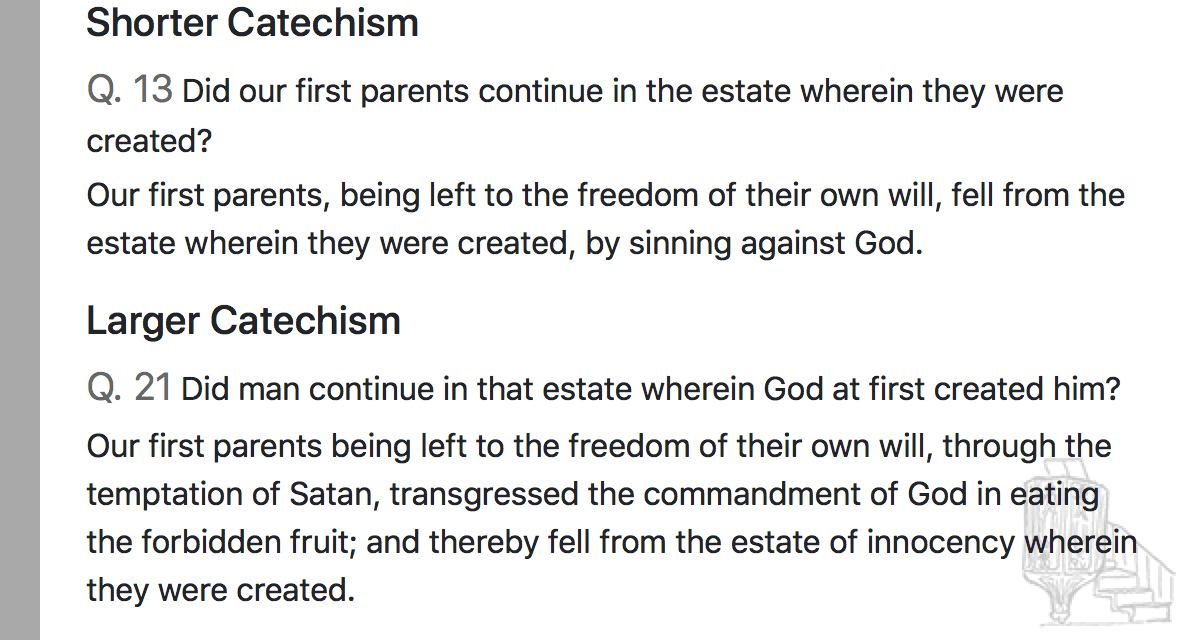 Shorter Catechism
Q. 13 Did our first parents continue in the estate wherein they were
created?
Our first parents, being left to the freedom of their own will, fell from the
estate wherein they were created, by sinning against God.
Larger Catechism
Q. 21 Did man continue in that estate wherein God at first created him?
Our first parents being left to the freedom of their own will, through the
temptation of Satan, transgressed the commandment of God in eating
the forbidden fruit; and thereby fell from the estate of innocency wherein
they were created.